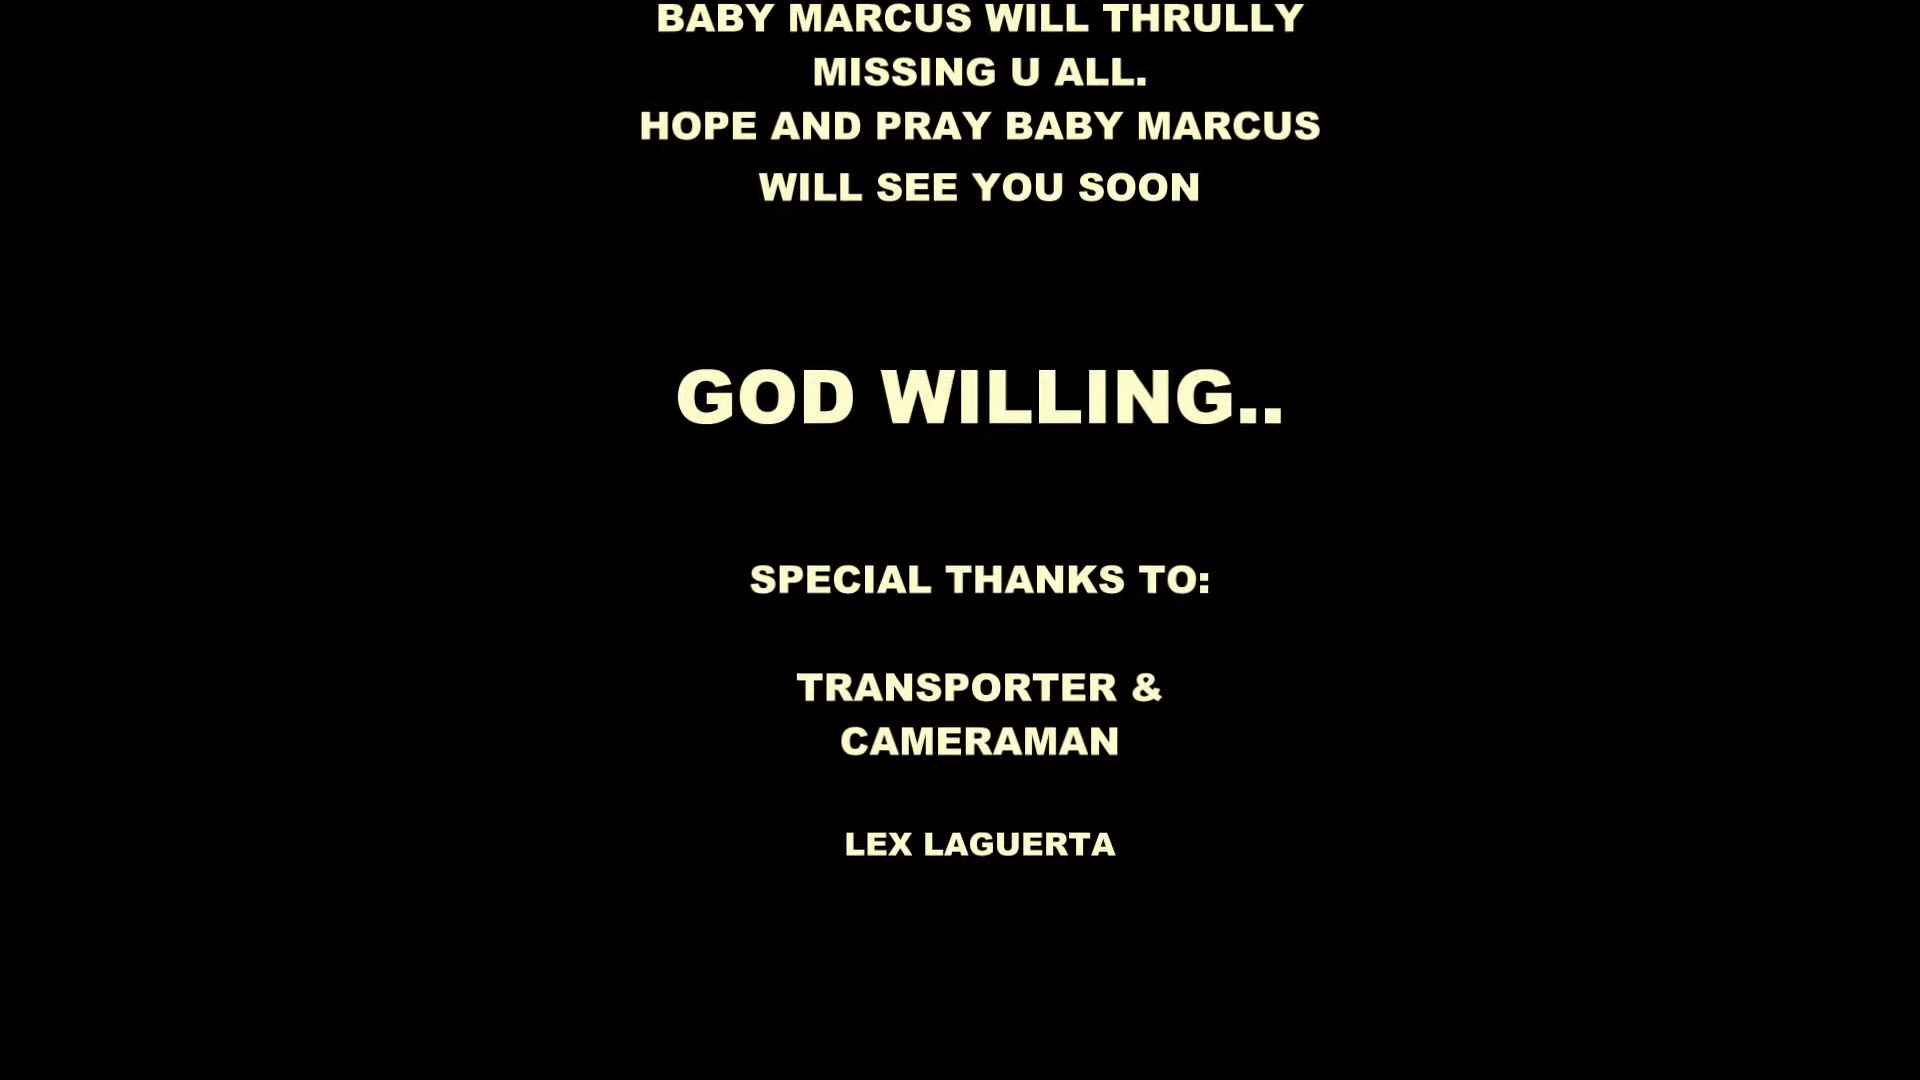 BABY MARCUS WILL THRULLY
MISSING U ALL.
HOPE AND PRAY BABY MARCUS
WILL SEE YOU SOON
GOD WILLING..
SPECIAL THANKS TO:
TRANSPORTER &
CAMERAMAN
LEX LAGUERTA